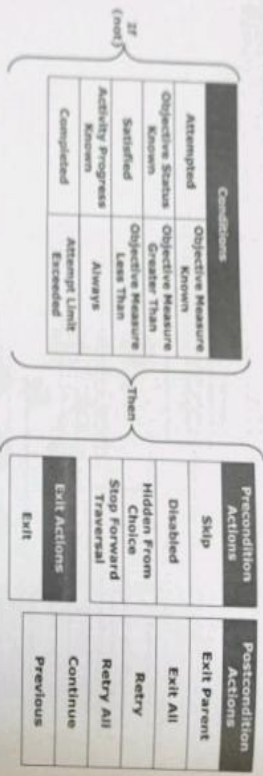 If
(not)
Conditions
Attempted
Objective Measure
Known
Objective Status
Known
Objective Measure
Greater Than
Satisfied
Objective Measure
Less Than
Activity Progress
Known
Always
Completed
Attempt Limit
Exceeded
Then
Precondition
Actions
Skip
Disabled
Hidden From
Choice
Stop Forward
Traversal
Exit Actions
Exit
Postcondition
Actions
Exit Parent
Exit All
Retry
Retry All
Continue
Previous